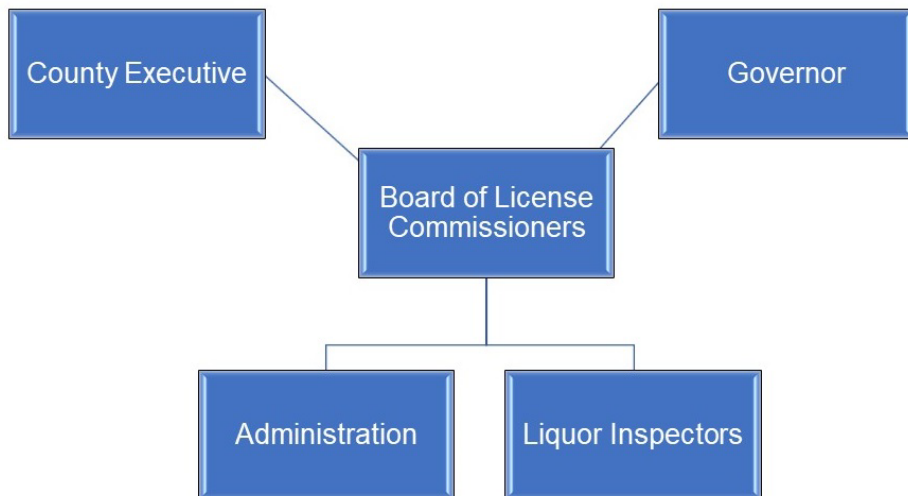 County Executive
Governor
Board of License
Commissioners
Administration
Liquor Inspectors